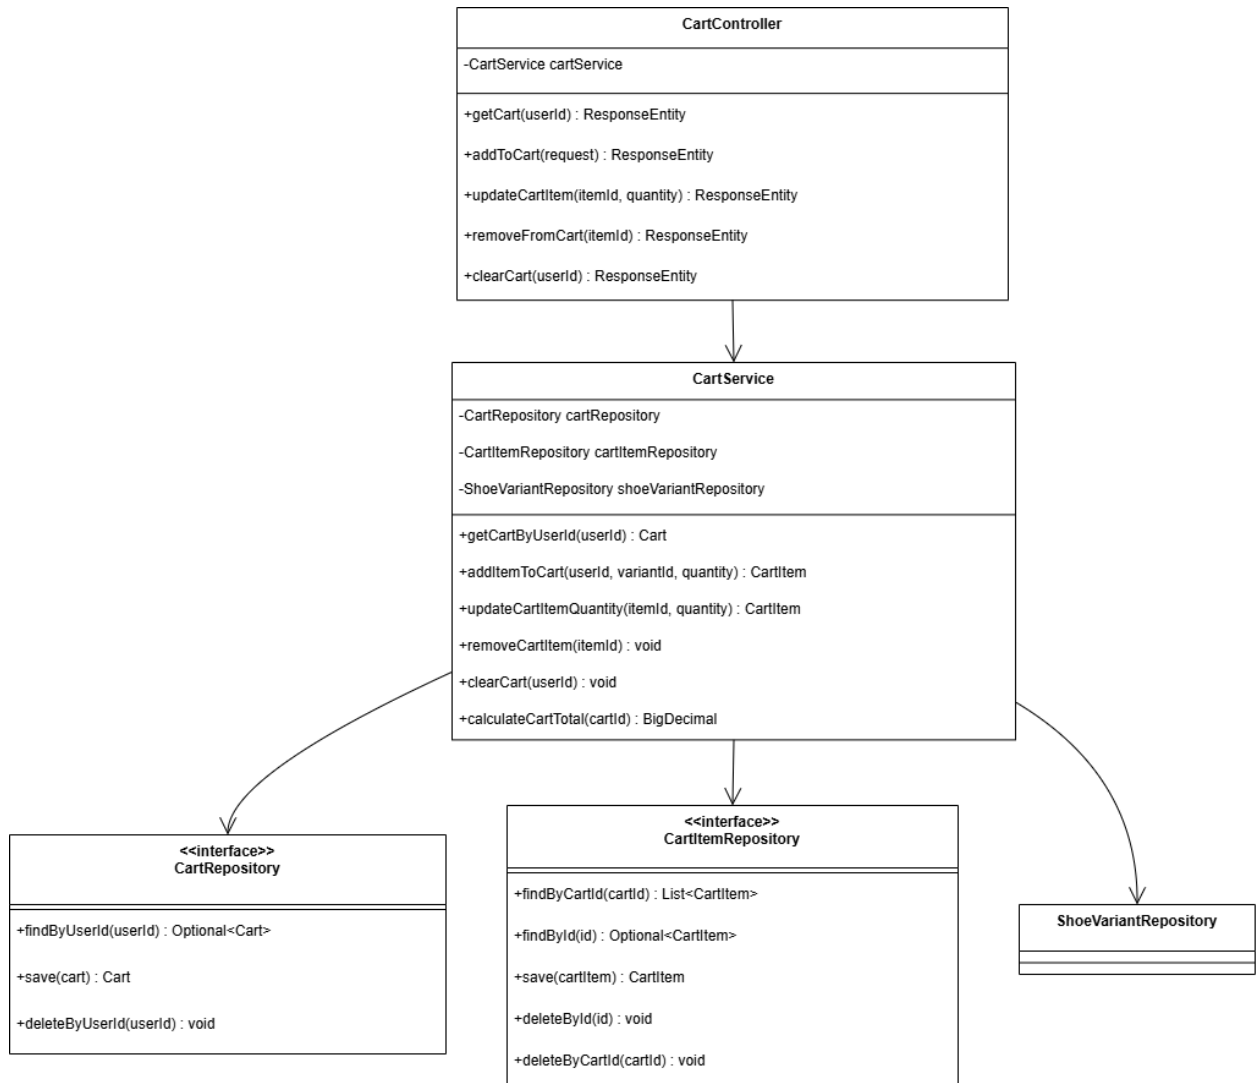 CartController
-CartService cartService
+getCart(userId) : ResponseEntity
+addToCart(request) : ResponseEntity
+updateCartItem(itemId, quantity) : ResponseEntity
+removeFromCart(itemId) : ResponseEntity
+clearCart(userId) : ResponseEntity
CartService
-CartRepository cartRepository
-CartItemRepository cartItemRepository
-ShoeVariantRepository shoeVariantRepository
+getCartByUserId(userId) : Cart
+addItemToCart(userId, variantId, quantity) : CartItem
+updateCartItemQuantity(itemId, quantity) : CartItem
+removeCartItem(itemId) : void
+clearCart(userId) : void
+calculateCartTotal(cartId) : BigDecimal
<<interface>>
CartRepository
+findByUserId(userId) : Optional<Cart>
+save(cart) : Cart
+deleteByUserId(userId) : void
<<interface>>
CartItemRepository
+findByCartId(cartId) : List<CartItem>
+findById(id) : Optional<CartItem>
+save(cartItem) : CartItem
+deleteById(id) : void
+deleteByCartId(cartId) : void
ShoeVariantRepository